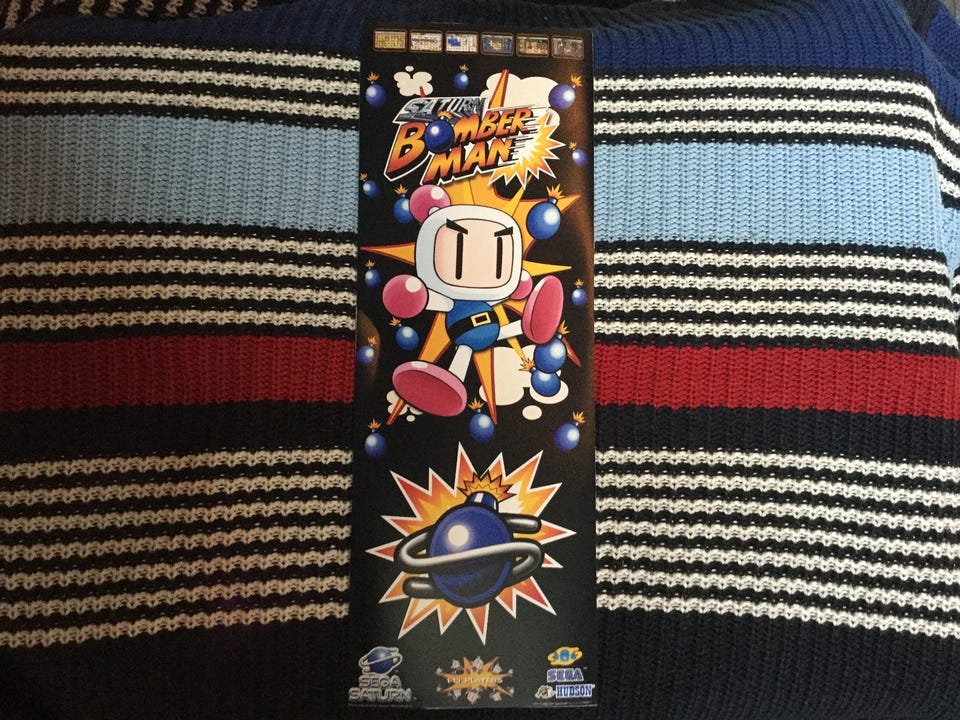 SATURN
BOMBER
MAN
SEGA
SATURN
1-10 PLAYERS
SEGA
HUDSON